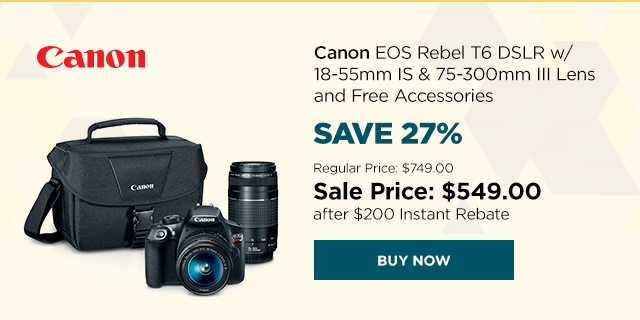 Canon
Canon EOS Rebel T6 DSLR w/
18-55mm IS & 75-300mm III Lens
and Free Accessories
SAVE 27%
Regular Price: $749.00
Sale Price: $549.00
after $200 Instant Rebate
BUY NOW
Canon
Canon